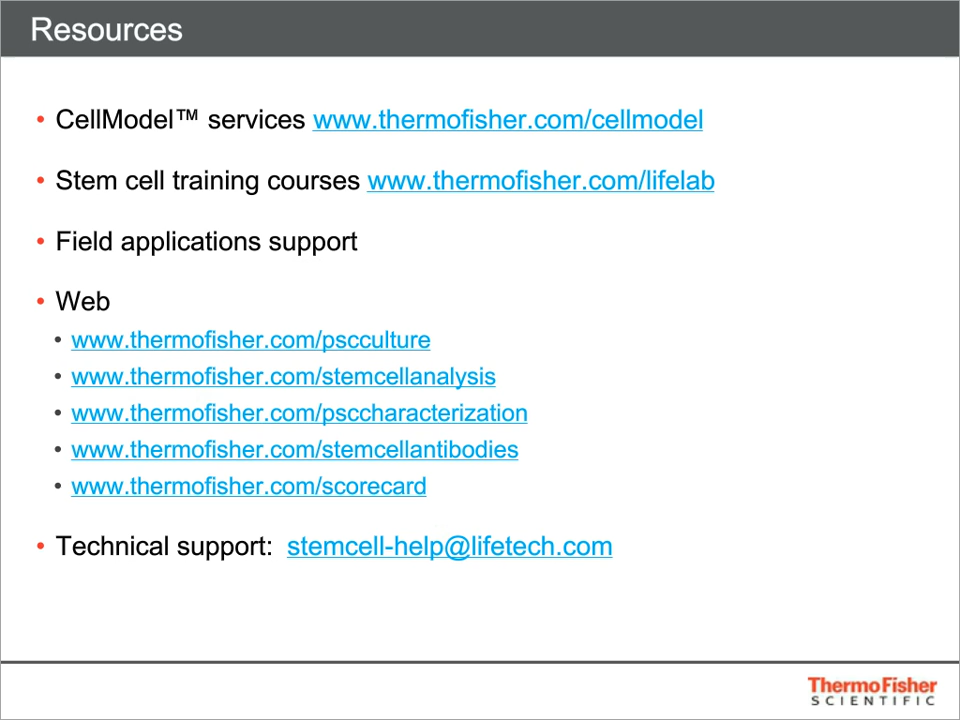 Resources
• CellModel™ services www.thermofisher.com/cellmodel
• Stem cell training courses www.thermofisher.com/lifelab
• Field applications support
• Web
• www.thermofisher.com/pscculture
• www.thermofisher.com/stemcellanalysis
• www.thermofisher.com/psccharacterization
• www.thermofisher.com/stemcellantibodies
• www.thermofisher.com/scorecard
• Technical support: stemcell-help@lifetech.com
ThermoFisher
SCIENTIFIC